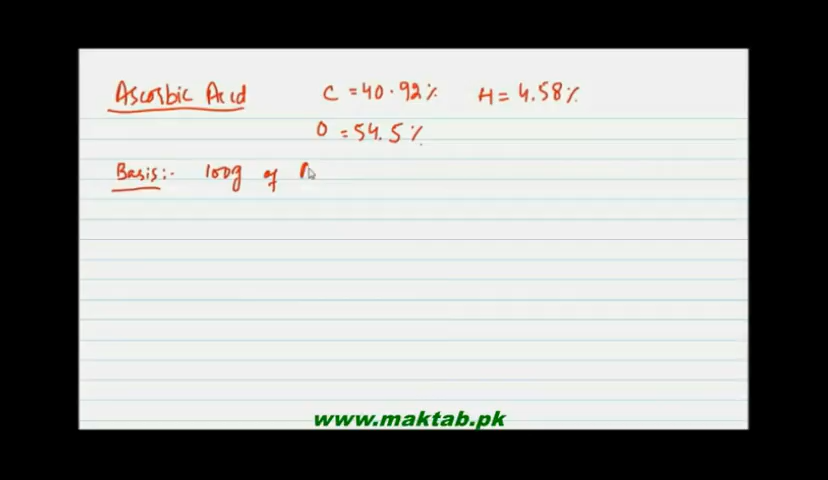 Ascorbic Acid C = 40.92% H = 4.58%
O = 54.5%
Basis:- 100g of
www.maktab.pk